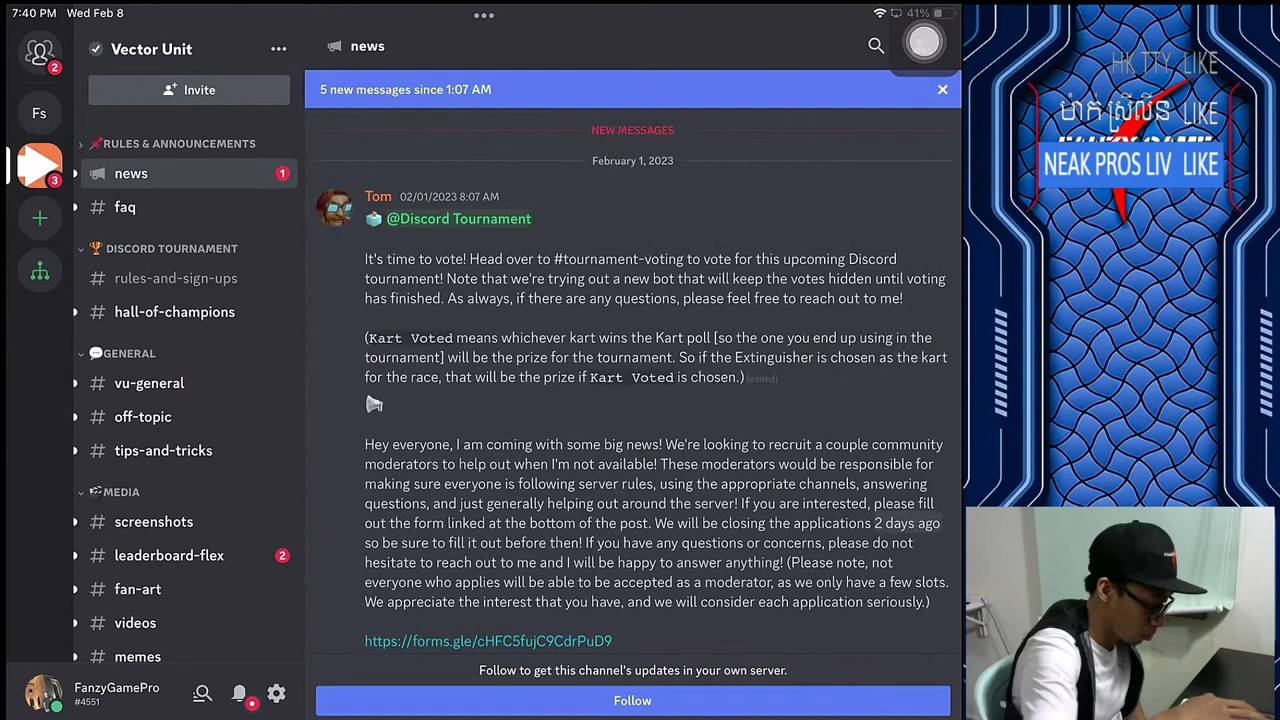 7:40 PM Wed Feb 8
41%
2
Fs
3
Vector Unit
Invite
RULES & ANNOUNCEMENTS
news 1
faq
DISCORD TOURNAMENT
rules-and-sign-ups
hall-of-champions
GENERAL
vu-general
off-topic
tips-and-tricks
MEDIA
screenshots
leaderboard-flex 2
fan-art
videos
memes
FanzyGamePro
#4551
news
5 new messages since 1:07 AM
NEW MESSAGES
February 1, 2023
Tom 02/01/2023 8:07 AM
@Discord Tournament
It's time to vote! Head over to #tournament-voting to vote for this upcoming Discord
tournament! Note that we're trying out a new bot that will keep the votes hidden until voting
has finished. As always, if there are any questions, please feel free to reach out to me!
(Kart Voted means whichever kart wins the Kart poll [so the one you end up using in the
tournament] will be the prize for the tournament. So if the Extinguisher is chosen as the kart
for the race, that will be the prize if Kart Voted is chosen.) (edited)
Hey everyone, I am coming with some big news! We're looking to recruit a couple community
moderators to help out when I'm not available! These moderators would be responsible for
making sure everyone is following server rules, using the appropriate channels, answering
questions, and just generally helping out around the server! If you are interested, please fill
out the form linked at the bottom of the post. We will be closing the applications 2 days ago
so be sure to fill it out before then! If you have any questions or concerns, please do not
hesitate to reach out to me and I will be happy to answer anything! (Please note, not
everyone who applies will be able to be accepted as a moderator, as we only have a few slots.
We appreciate the interest that you have, and we will consider each application seriously.)
https://forms.gle/cHFC5fujC9CdrPuD9
Follow to get this channel's updates in your own server.
Follow
HK TTY LIKE
ម៉ាក់ ស្រីលីន LIKE
NEAK PROS LIV LIKE